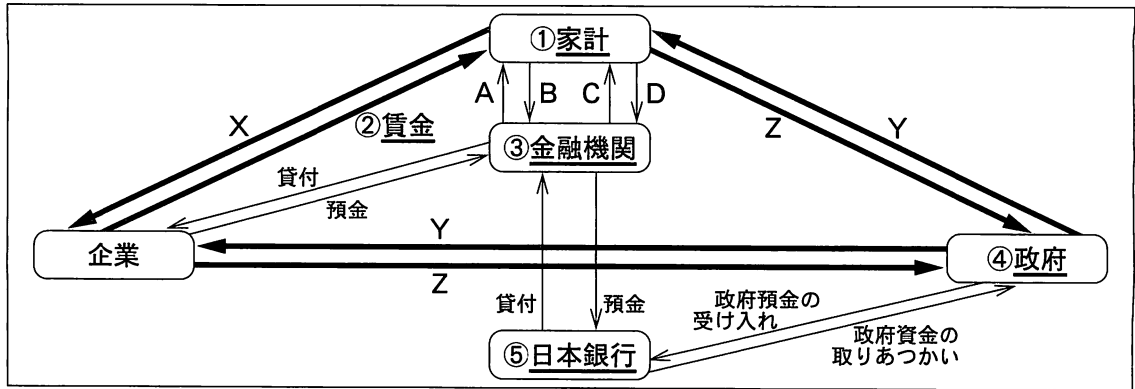 ①家計
A
B
C
D
X
②賃金
Z
Y
③金融機関
貸付
預金
Y
企業
④政府
Z
貸付
預金
政府預金の
受け入れ
政府資金の
取りあつかい
⑤日本銀行